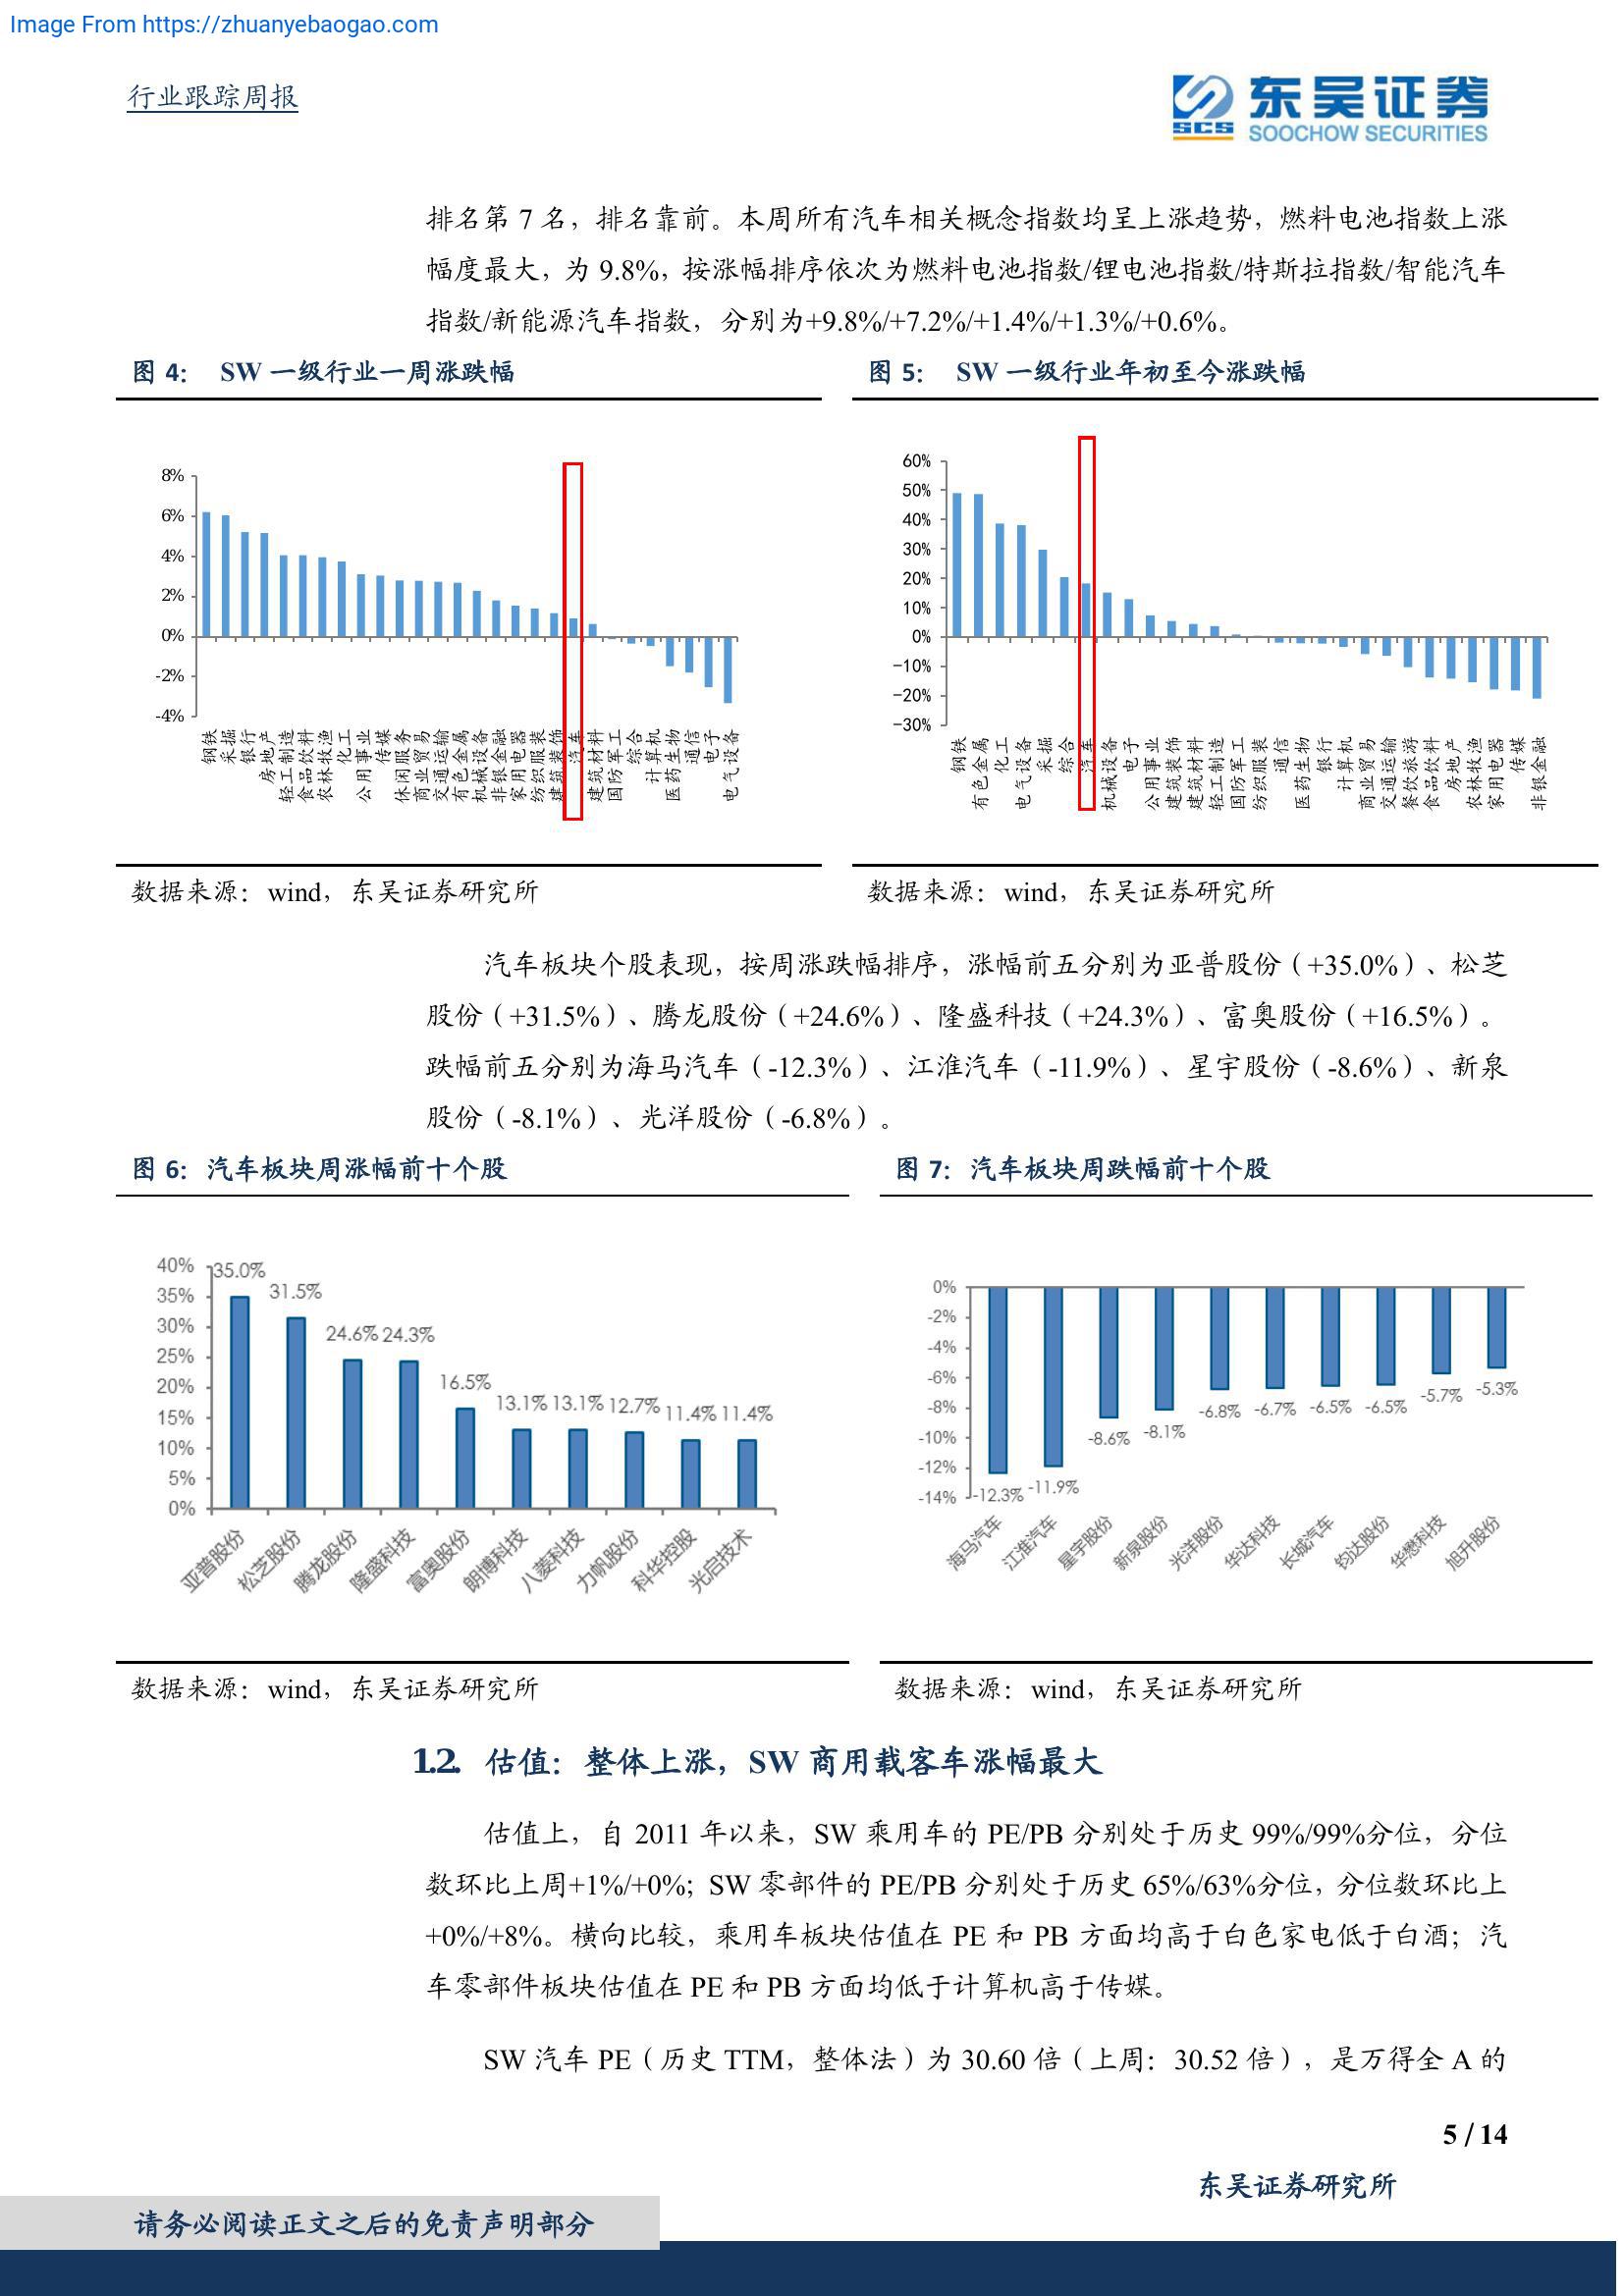 Image From https://zhuanyebaogao.com
行业跟踪周报
东吴证券
SCS
SOOCHOW SECURITIES
排名第 7 名，排名靠前。本周所有汽车相关概念指数均呈上涨趋势，燃料电池指数上涨
幅度最大，为 9.8%，按涨幅排序依次为燃料电池指数/锂电池指数/特斯拉指数/智能汽车
指数/新能源汽车指数，分别为+9.8%/+7.2%/+1.4%/+1.3%/+0.6%。
图 4： SW 一级行业一周涨跌幅
8%
6%
4%
2%
0%
-2%
-4%
钢铁
采掘
银行
房地产
轻工制造
食品饮料
农林牧渔
化工
公用事业
传媒
休闲服务
商业贸易
交通运输
有色金属
机械设备
非银金融
家用电器
纺织服装
建筑装饰
汽车
建筑材料
国防军工
综合
计算机
医药生物
通信
电子
电气设备
数据来源：wind，东吴证券研究所
图 5： SW 一级行业年初至今涨跌幅
60%
50%
40%
30%
20%
10%
0%
-10%
-20%
-30%
钢铁
有色金属
化工
电气设备
采掘
综合
汽车
机械设备
电子
公用事业
建筑装饰
建筑材料
轻工制造
国防军工
纺织服装
通信
医药生物
银行
计算机
商业贸易
交通运输
餐饮旅游
食品饮料
房地产
农林牧渔
家用电器
传媒
非银金融
数据来源：wind，东吴证券研究所
汽车板块个股表现，按周涨跌幅排序，涨幅前五分别为亚普股份（+35.0%）、松芝
股份（+31.5%）、腾龙股份（+24.6%）、隆盛科技（+24.3%）、富奥股份（+16.5%）。
跌幅前五分别为海马汽车（-12.3%）、江淮汽车（-11.9%）、星宇股份（-8.6%）、新泉
股份（-8.1%）、光洋股份（-6.8%）。
图 6：汽车板块周涨幅前十个股
40%
35%
30%
25%
20%
15%
10%
5%
0%
35.0%
31.5%
24.6%
24.3%
16.5%
13.1%
13.1%
12.7%
11.4%
11.4%
亚普股份
松芝股份
腾龙股份
隆盛科技
富奥股份
朗博科技
八菱科技
力帆股份
科华控股
光启技术
数据来源：wind，东吴证券研究所
图 7：汽车板块周跌幅前十个股
0%
-2%
-4%
-6%
-8%
-10%
-12%
-14%
-12.3%
-11.9%
-8.6%
-8.1%
-6.8%
-6.7%
-6.5%
-6.5%
-5.7%
-5.3%
海马汽车
江淮汽车
星宇股份
新泉股份
光洋股份
华达科技
长城汽车
钧达股份
华懋科技
旭升股份
数据来源：wind，东吴证券研究所
1.2. 估值：整体上涨，SW 商用载客车涨幅最大
估值上，自 2011 年以来，SW 乘用车的 PE/PB 分别处于历史 99%/99%分位，分位
数环比上周+1%/+0%；SW 零部件的 PE/PB 分别处于历史 65%/63%分位，分位数环比上
+0%/+8%。横向比较，乘用车板块估值在 PE 和 PB 方面均高于白色家电低于白酒；汽
车零部件板块估值在 PE 和 PB 方面均低于计算机高于传媒。
SW 汽车 PE（历史 TTM，整体法）为 30.60 倍（上周：30.52 倍），是万得全 A 的
5 / 14
东吴证券研究所
请务必阅读正文之后的免责声明部分